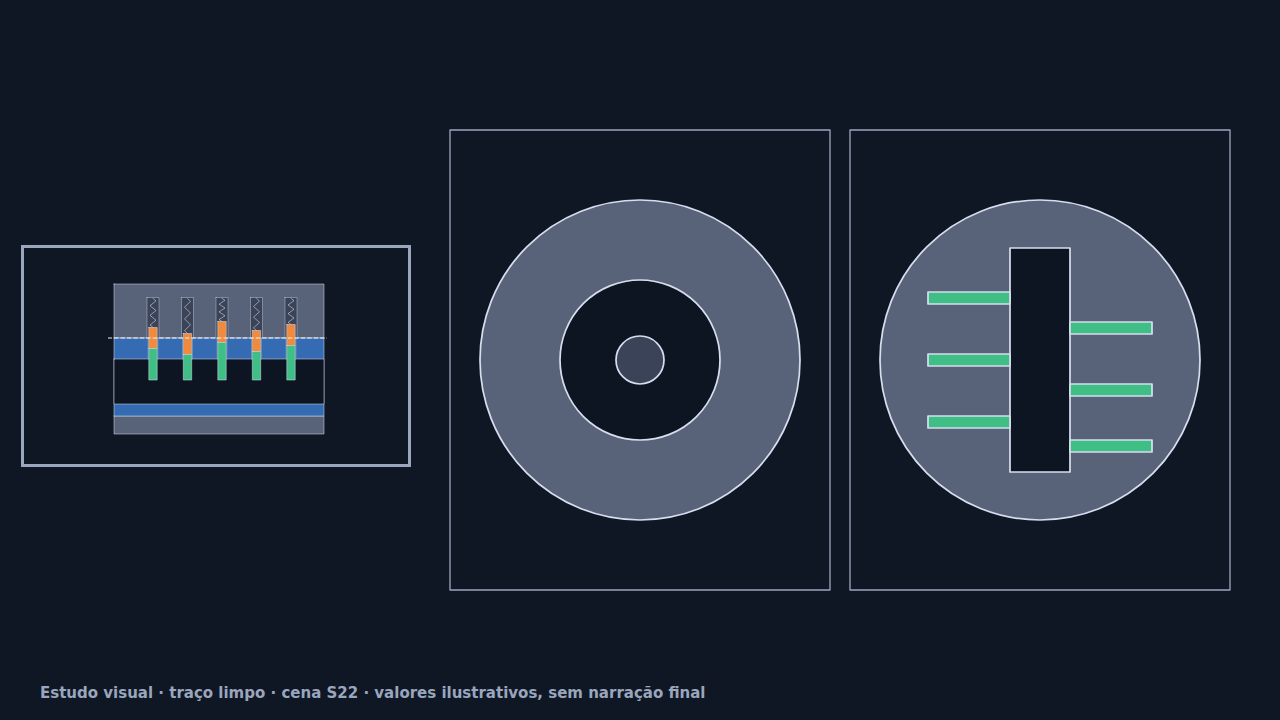 Estudo visual · traço limpo · cena S22 · valores ilustrativos, sem narração final